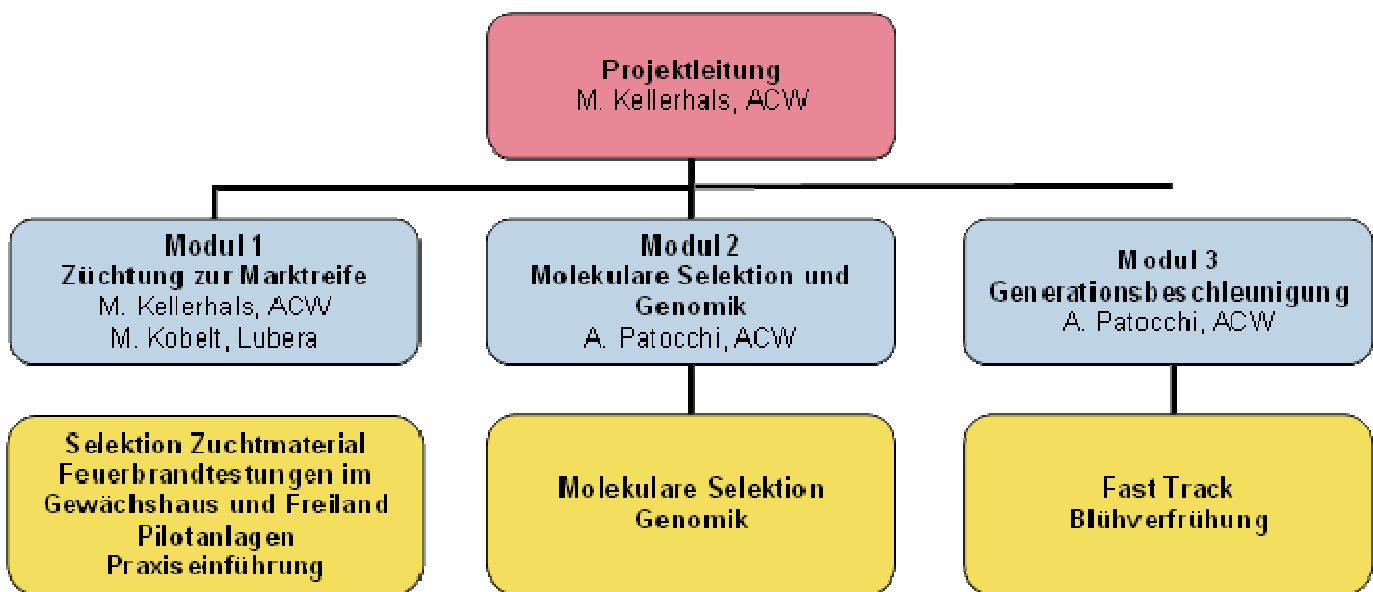 Projektleitung
M. Kellerhals, ACW
Modul 1
Züchtung zur Marktreife
M. Kellerhals, ACW
M. Kobelt, Lubera
Modul 2
Molekulare Selektion und
Genomik
A. Patocchi, ACW
Modul 3
Generationsbeschleunigung
A. Patocchi, ACW
Selektion Zuchtmaterial
Feuerbrandtestungen im
Gewächshaus und Freiland
Pilotanlagen
Praxiseinführung
Molekulare Selektion
Genomik
Fast Track
Blühverfrühung